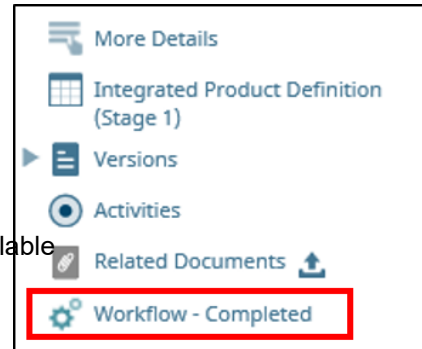 More Details
Integrated Product Definition
(Stage 1)
Versions
Activities
lable
Related Documents
Workflow - Completed